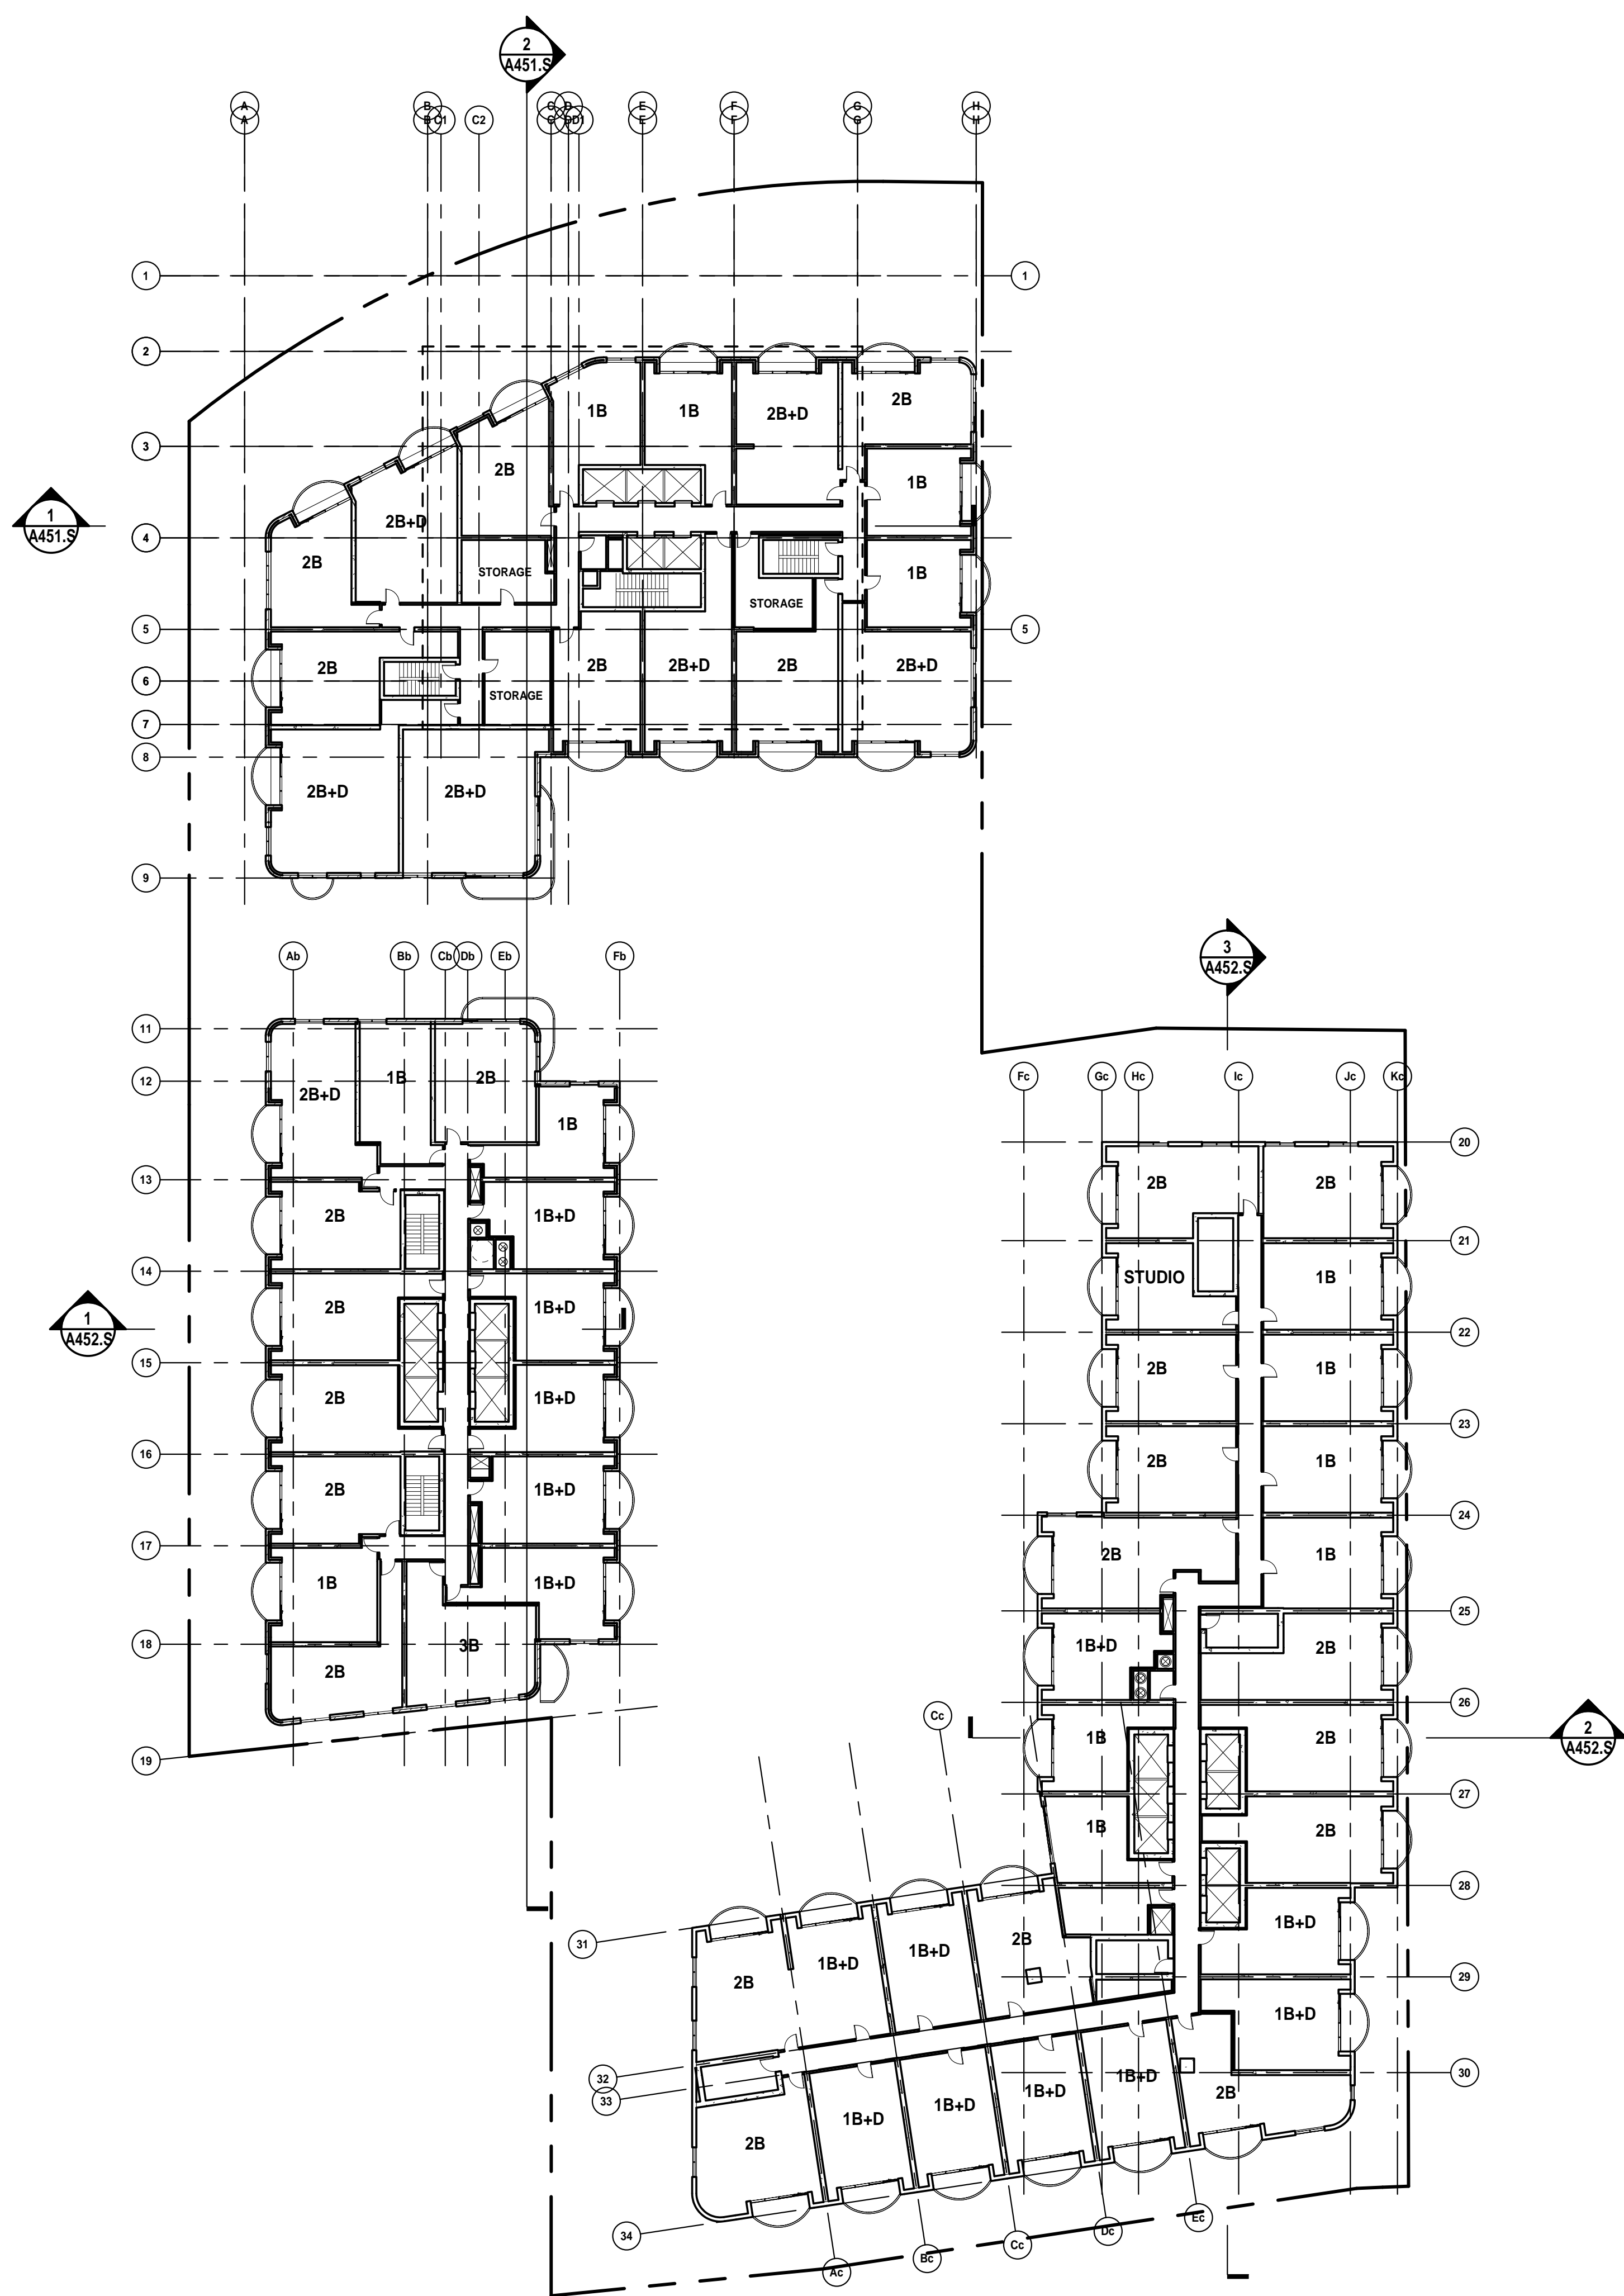 2
A451.S
A B C D E F G H
A B C1 C2 C D D1 E F G H
1 1
2
1B 1B 2B+D 2B
3
2B 1B
1
A451.S
2B+D
4
2B STORAGE 1B
STORAGE
5 5
2B 2B 2B+D 2B 2B+D
6
STORAGE
7
8
2B+D 2B+D
9
Ab Bb Cb Db Eb Fb
3
A452.S
11
12
1B 2B
2B+D 1B
13
2B 1B+D
14
2B 1B+D
1
A452.S
15
2B 1B+D
16
2B 1B+D
17
1B 1B+D
18
2B 3B
19
Fc Gc Hc Ic Jc Kc
20
2B 2B
21
STUDIO 1B
22
2B 1B
23
2B 1B
24
2B 1B
25
1B+D 2B
26
Cc
1B 2B
2
A452.S
27
1B 2B
28
31
2B 1B+D 1B+D 2B 1B+D
29
1B+D
32
33
30
2B 1B+D 1B+D 1B+D 1B+D 2B
34
Ac Bc Cc Dc Ec